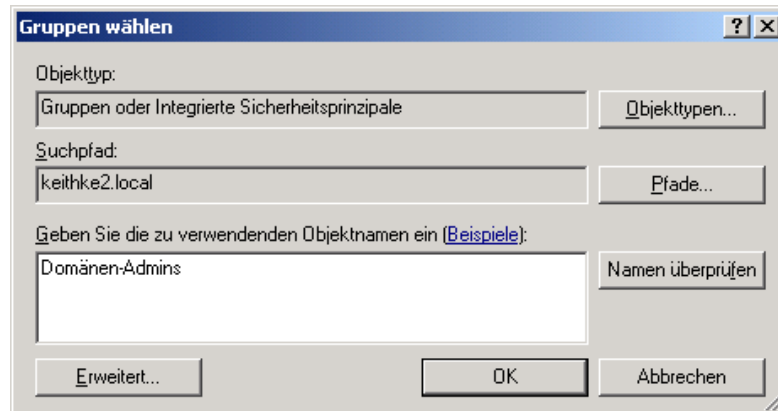 Gruppen wählen
Objekttyp:
Gruppen oder Integrierte Sicherheitsprinzipale
Objekttypen...
Suchpfad:
keithke2.local
Pfade...
Geben Sie die zu verwendenden Objektnamen ein (Beispiele):
Domänen-Admins
Namen überprüfen
Erweitert...
OK
Abbrechen